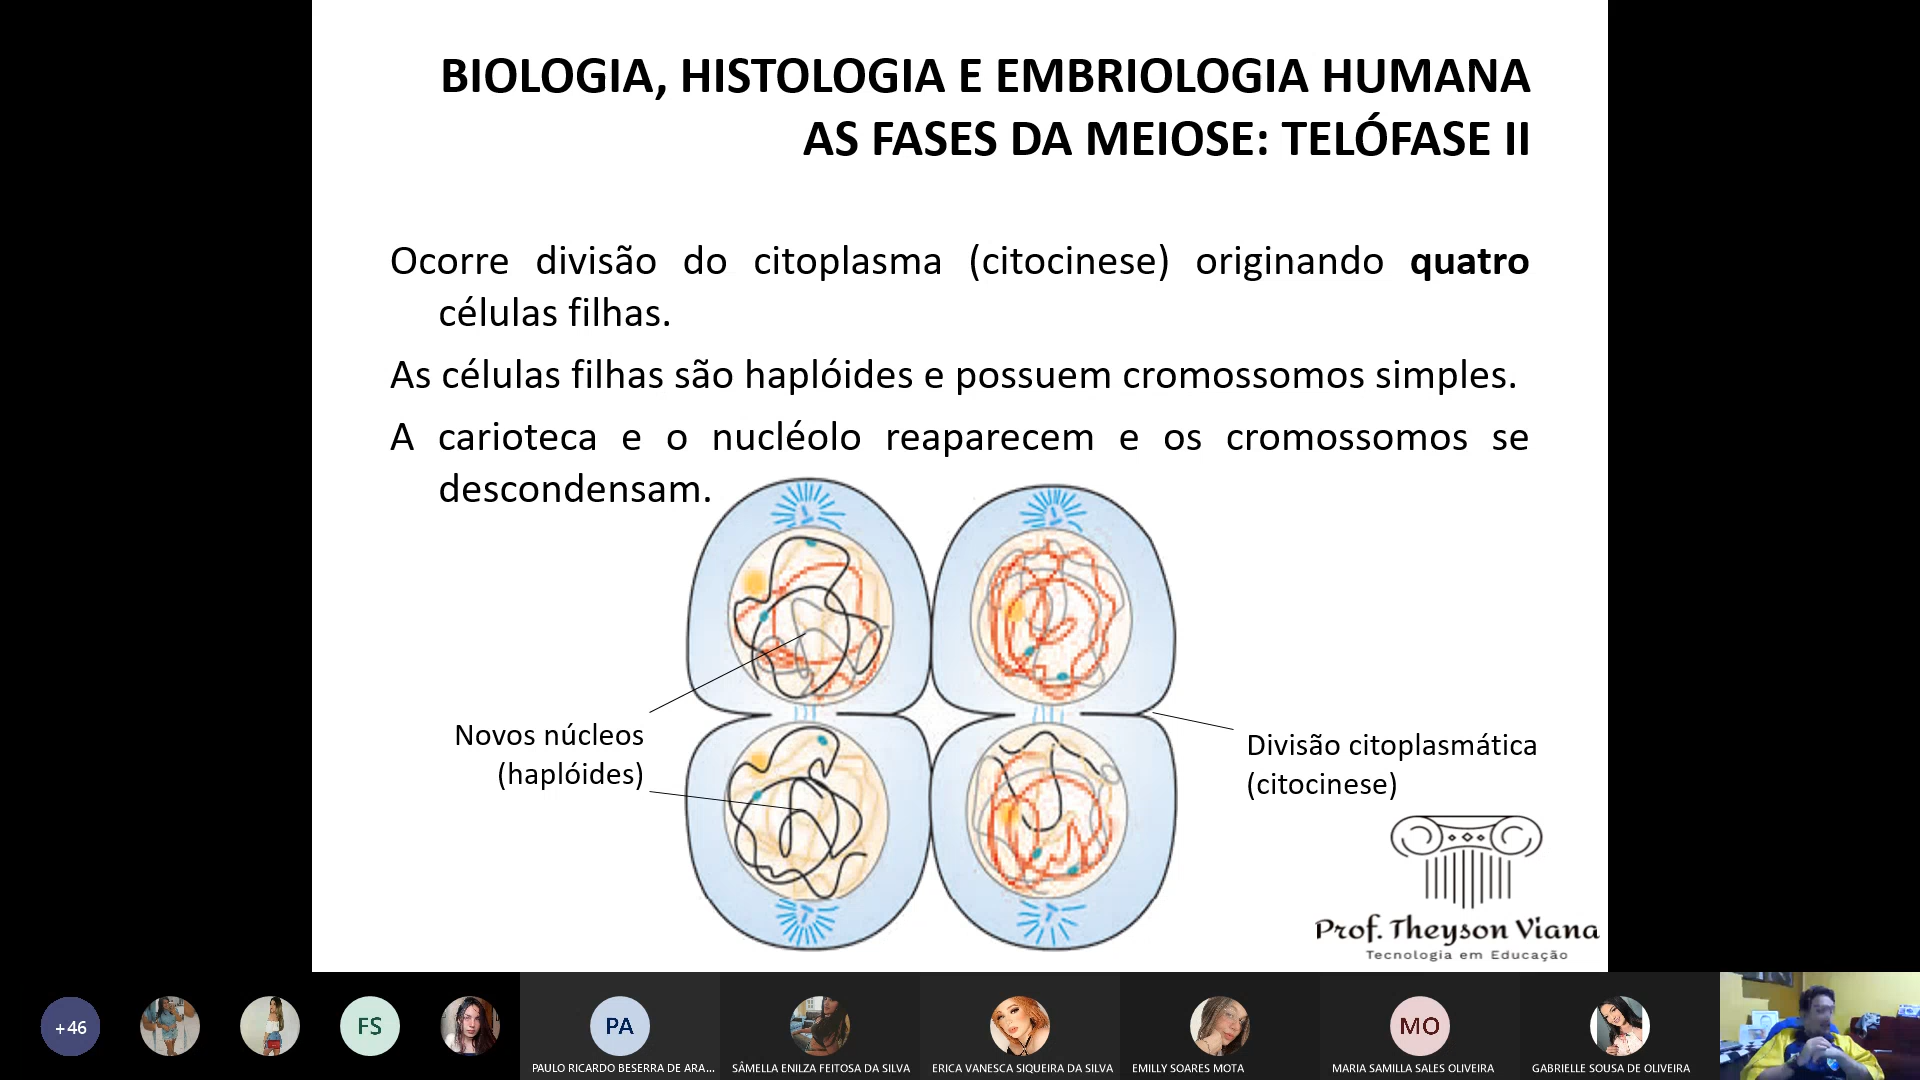 BIOLOGIA, HISTOLOGIA E EMBRIOLOGIA HUMANA
AS FASES DA MEIOSE: TELÓFASE II
Ocorre divisão do citoplasma (citocinese) originando quatro
células filhas.
As células filhas são haplóides e possuem cromossomos simples.
A carioteca e o nucléolo reaparecem e os cromossomos se
descondensam.
Novos núcleos
(haplóides)
Divisão citoplasmática
(citocinese)
Prof. Theyson Viana
Tecnologia em Educação
+46
FS
PA
MO
PAULO RICARDO BESERRA DE ARA...
SÂMELLA ENILZA FEITOSA DA SILVA
ERICA VANESCA SIQUEIRA DA SILVA
EMILLY SOARES MOTA
MARIA SAMILLA SALES OLIVEIRA
GABRIELLE SOUSA DE OLIVEIRA